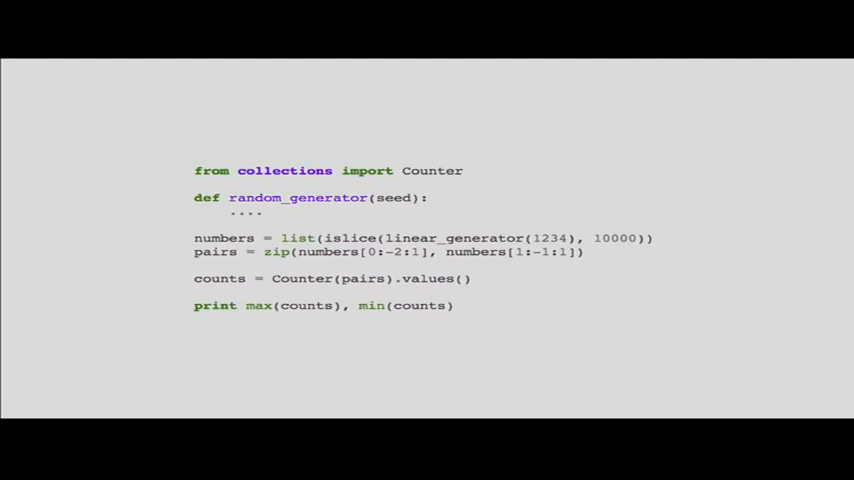 from collections import Counter
def random_generator(seed):
....
numbers = list(islice(linear_generator(1234), 10000))
pairs = zip(numbers[0:-2:1], numbers[1:-1:1])
counts = Counter(pairs).values()
print max(counts), min(counts)